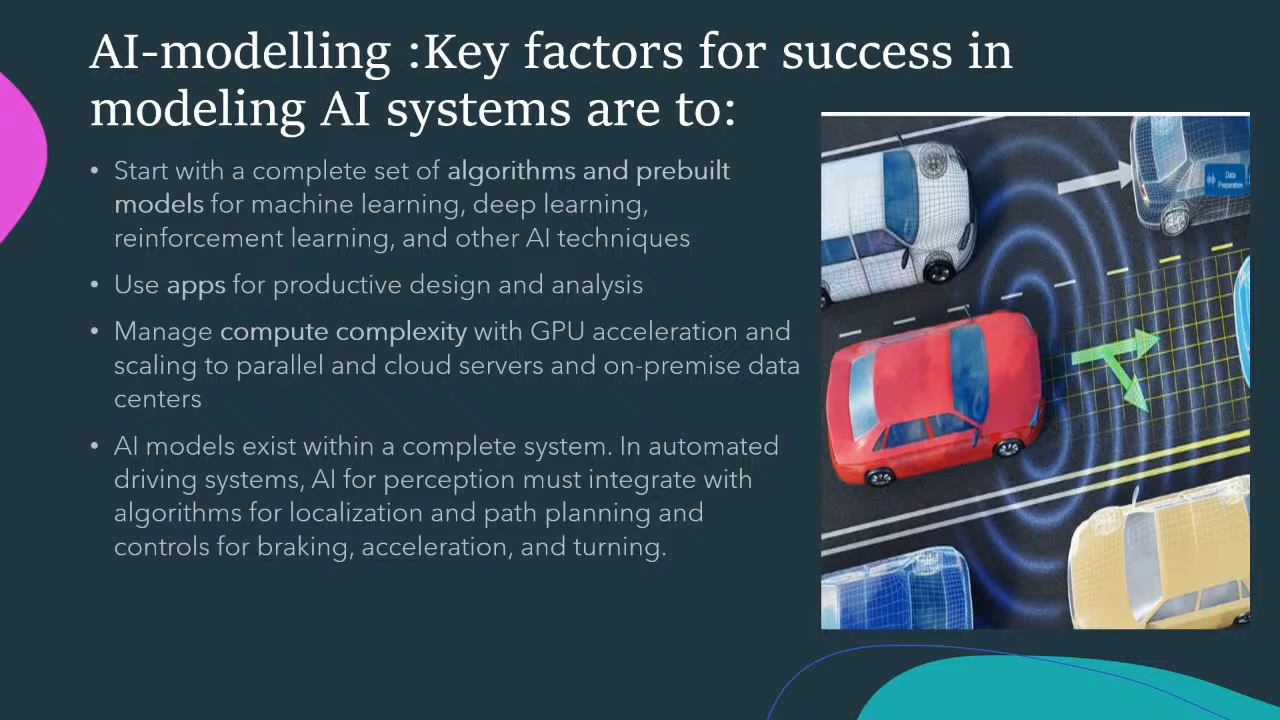 AI-modelling :Key factors for success in
modeling AI systems are to:
• Start with a complete set of algorithms and prebuilt
models for machine learning, deep learning,
reinforcement learning, and other AI techniques
• Use apps for productive design and analysis
• Manage compute complexity with GPU acceleration and
scaling to parallel and cloud servers and on-premise data
centers
• AI models exist within a complete system. In automated
driving systems, AI for perception must integrate with
algorithms for localization and path planning and
controls for braking, acceleration, and turning.
Data
Preparation